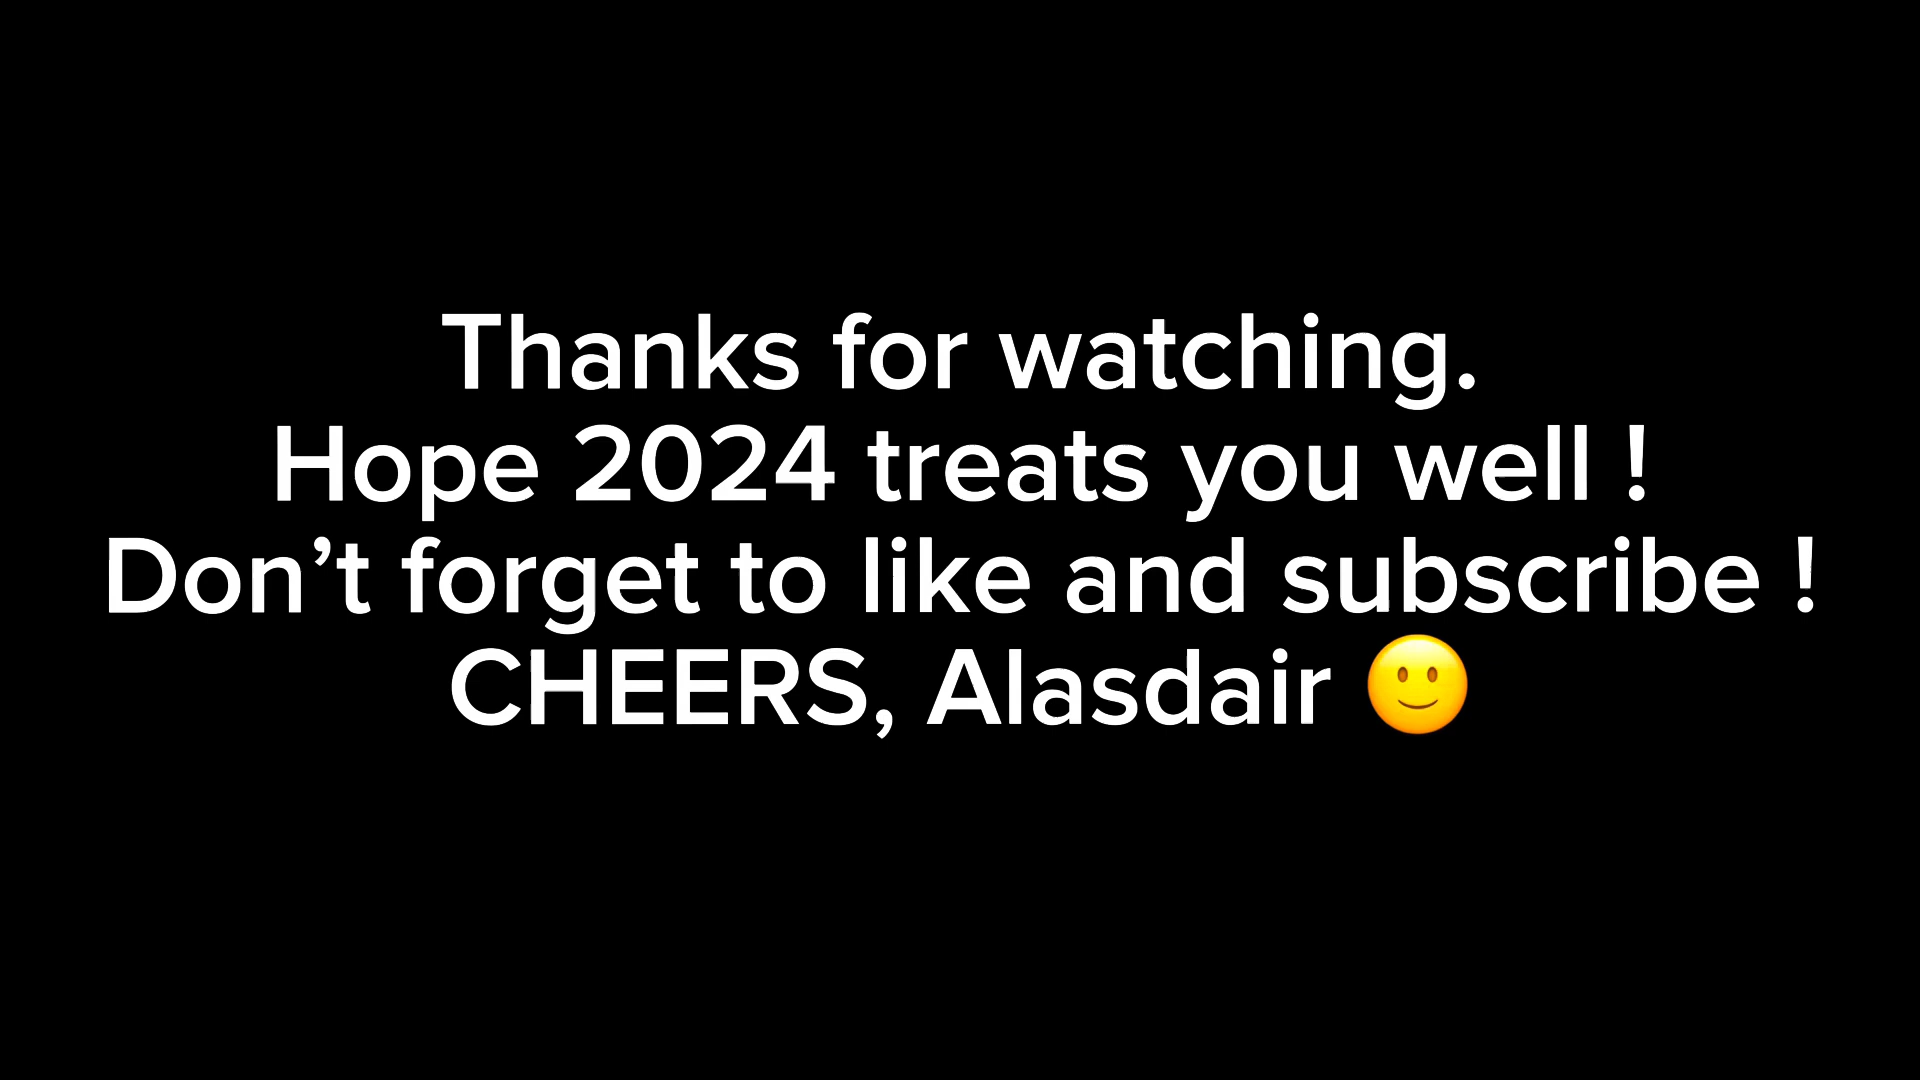 Thanks for watching.
Hope 2024 treats you well !
Don’t forget to like and subscribe !
CHEERS, Alasdair 🙂